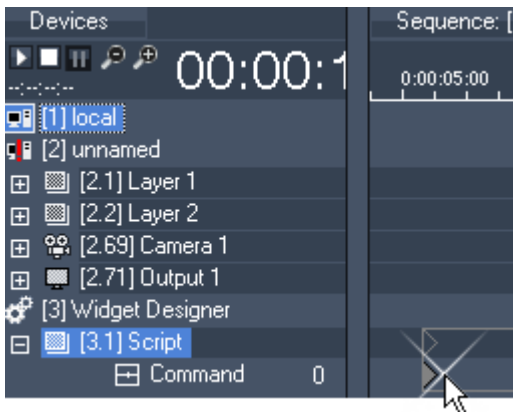 Devices
Sequence: [
00:00:1
--:--:--:--
0:00:05:00
[1] local
[2] unnamed
[2.1] Layer 1
[2.2] Layer 2
[2.69] Camera 1
[2.71] Output 1
[3] Widget Designer
[3.1] Script
Command 0